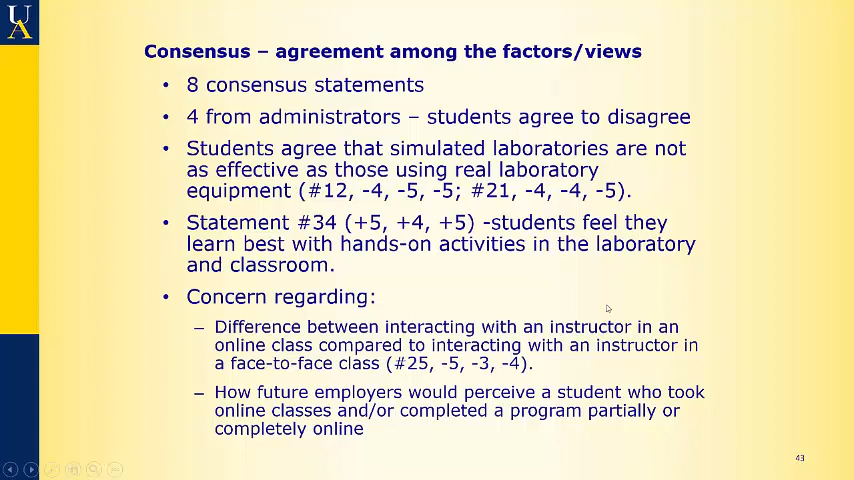 UA
Consensus – agreement among the factors/views
• 8 consensus statements
• 4 from administrators – students agree to disagree
• Students agree that simulated laboratories are not
as effective as those using real laboratory
equipment (#12, -4, -5, -5; #21, -4, -4, -5).
• Statement #34 (+5, +4, +5) -students feel they
learn best with hands-on activities in the laboratory
and classroom.
• Concern regarding:
– Difference between interacting with an instructor in an
online class compared to interacting with an instructor in
a face-to-face class (#25, -5, -3, -4).
– How future employers would perceive a student who took
online classes and/or completed a program partially or
completely online
43